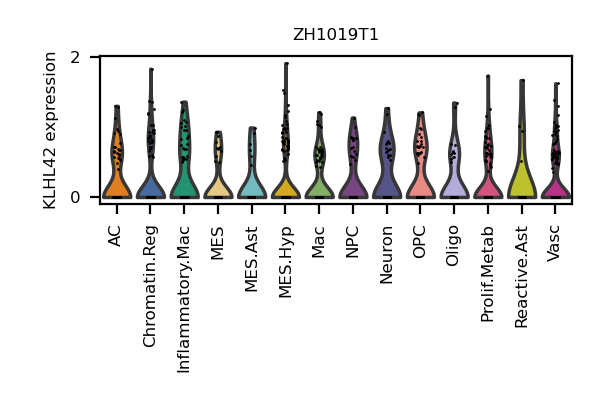 ZH1019T1
KLHL42 expression
2
0
AC
Chromatin.Reg
Inflammatory.Mac
MES
MES.Ast
MES.Hyp
Mac
NPC
Neuron
OPC
Oligo
Prolif.Metab
Reactive.Ast
Vasc